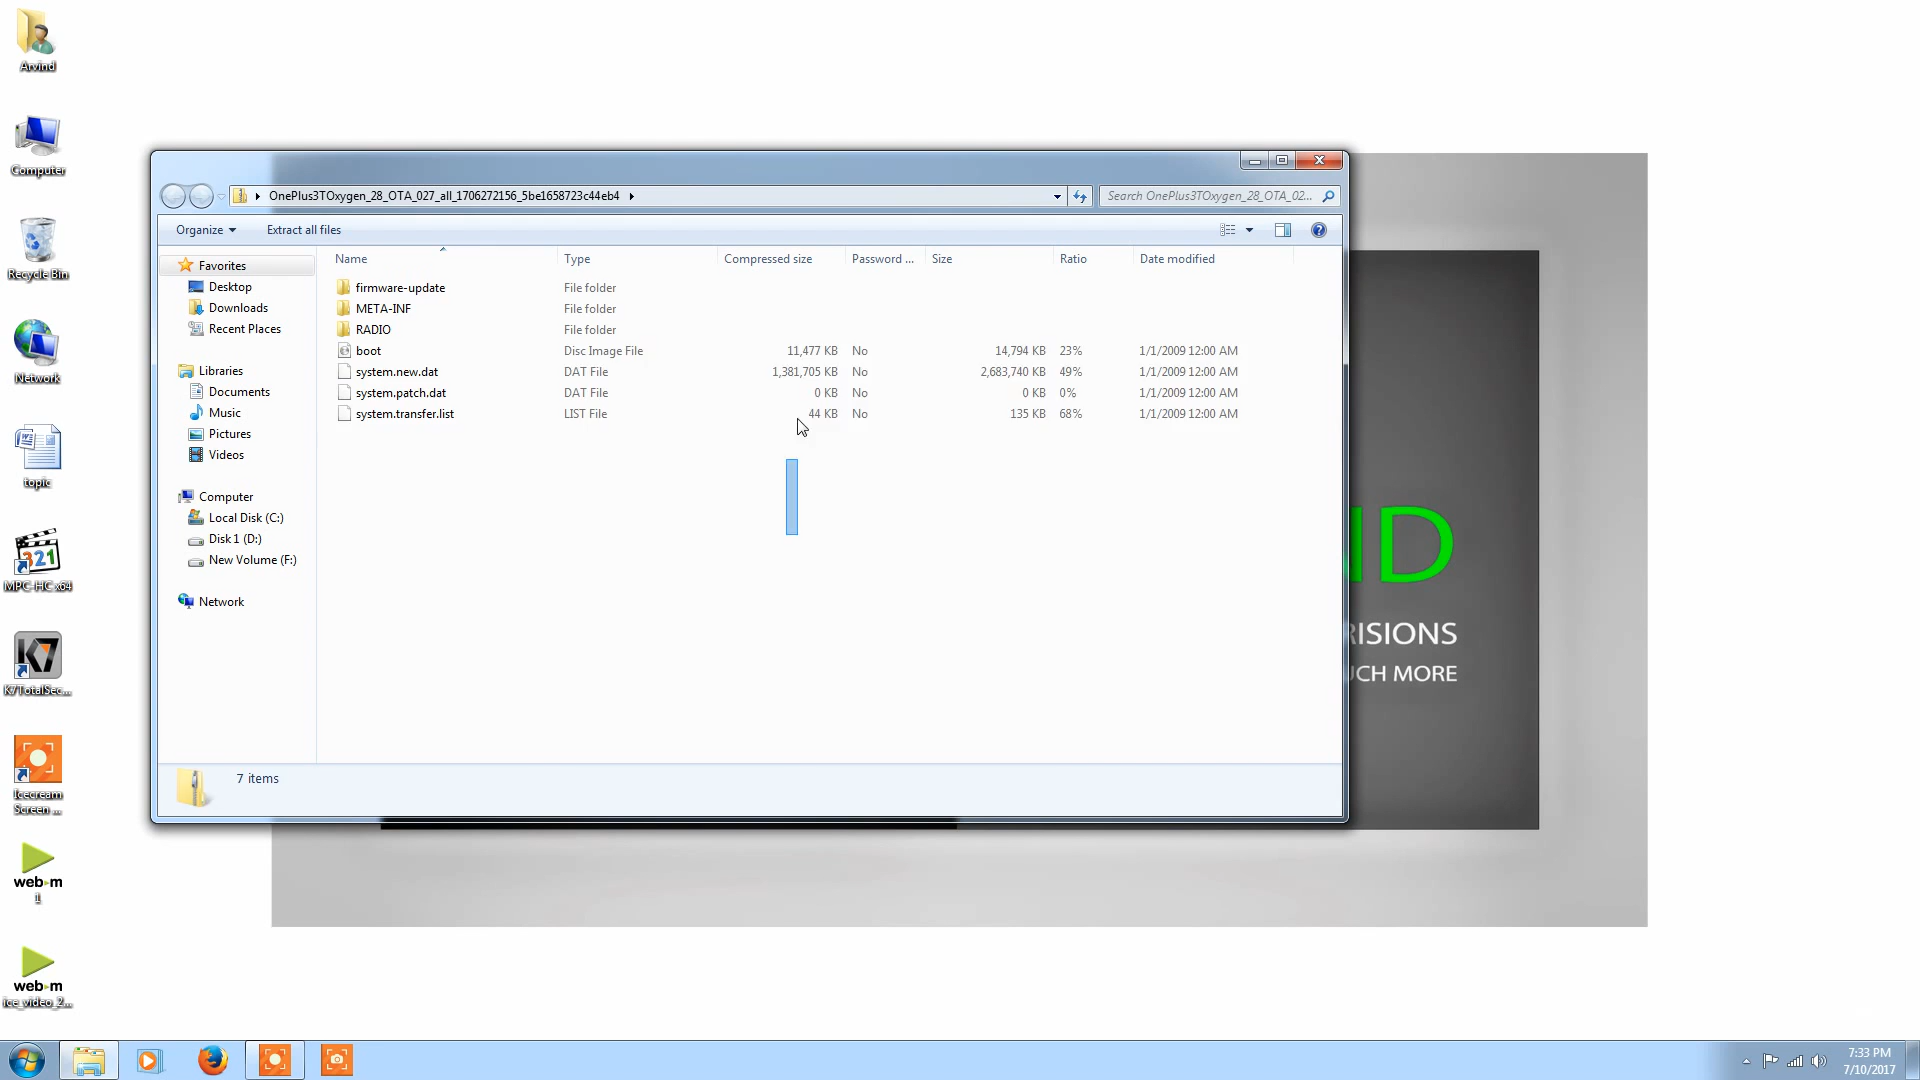 Arvind
Computer
Recycle Bin
Network
topic
321
MPC-HC x64
K7
K7TotalSec...
Icecream
Screen ...
web m
1
web m
ice_video_2...
OnePlus3TOxygen_28_OTA_027_all_1706272156_5be1658723c44eb4
Search OnePlus3TOxygen_28_OTA_02...
Organize
Extract all files
Favorites
Desktop
Downloads
Recent Places
Libraries
Documents
Music
Pictures
Videos
Computer
Local Disk (C:)
Disk 1 (D:)
New Volume (F:)
Network
Name Type Compressed size Password ... Size Ratio Date modified
firmware-update File folder
META-INF File folder
RADIO File folder
boot Disc Image File 11,477 KB No 14,794 KB 23% 1/1/2009 12:00 AM
system.new.dat DAT File 1,381,705 KB No 2,683,740 KB 49% 1/1/2009 12:00 AM
system.patch.dat DAT File 0 KB No 0 KB 0% 1/1/2009 12:00 AM
system.transfer.list LIST File 44 KB No 135 KB 68% 1/1/2009 12:00 AM
7 items
D
RISIONS
UCH MORE
7:33 PM
7/10/2017